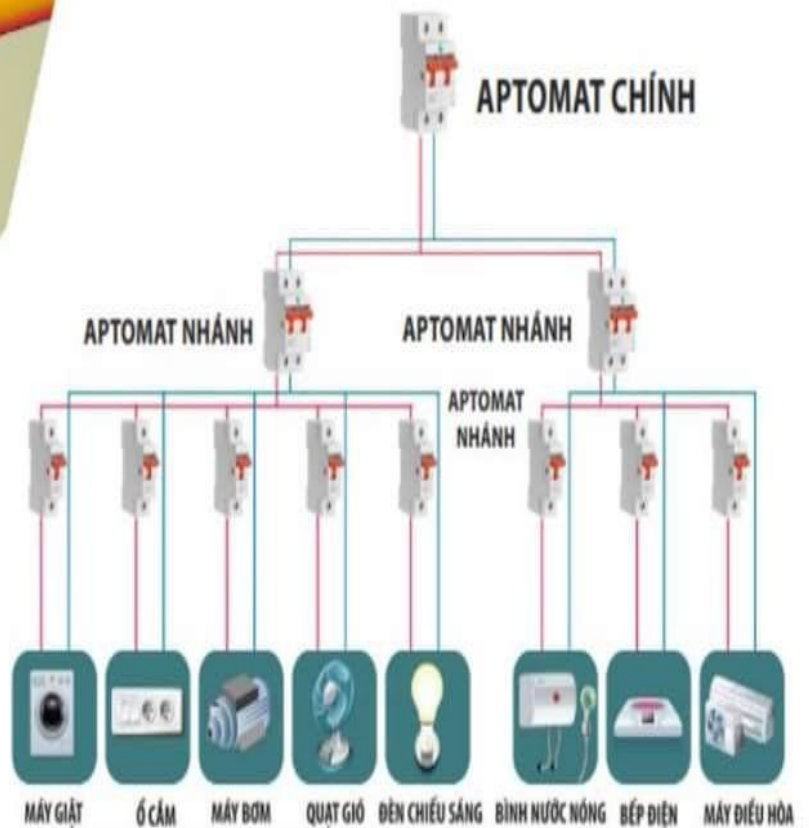 APTOMAT CHÍNH
APTOMAT NHÁNH
APTOMAT NHÁNH
APTOMAT
NHÁNH
MÁY GIẶT
Ổ CẮM
MÁY BƠM
QUẠT GIÓ
ĐÈN CHIẾU SÁNG
BÌNH NƯỚC NÓNG
BẾP ĐIỆN
MÁY ĐIỀU HÒA